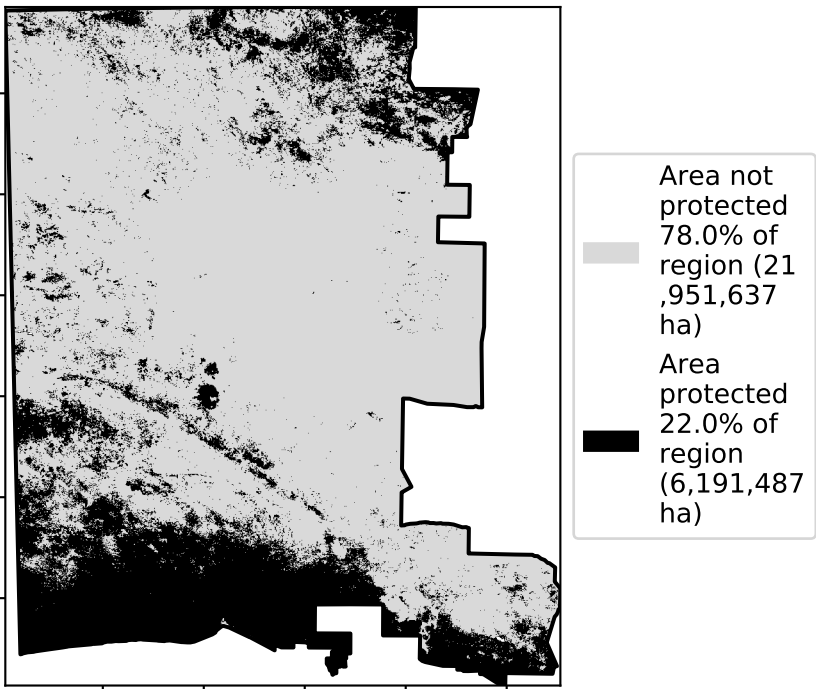 Area not
protected
78.0% of
region (21
,951,637
ha)
Area
protected
22.0% of
region
(6,191,487
ha)